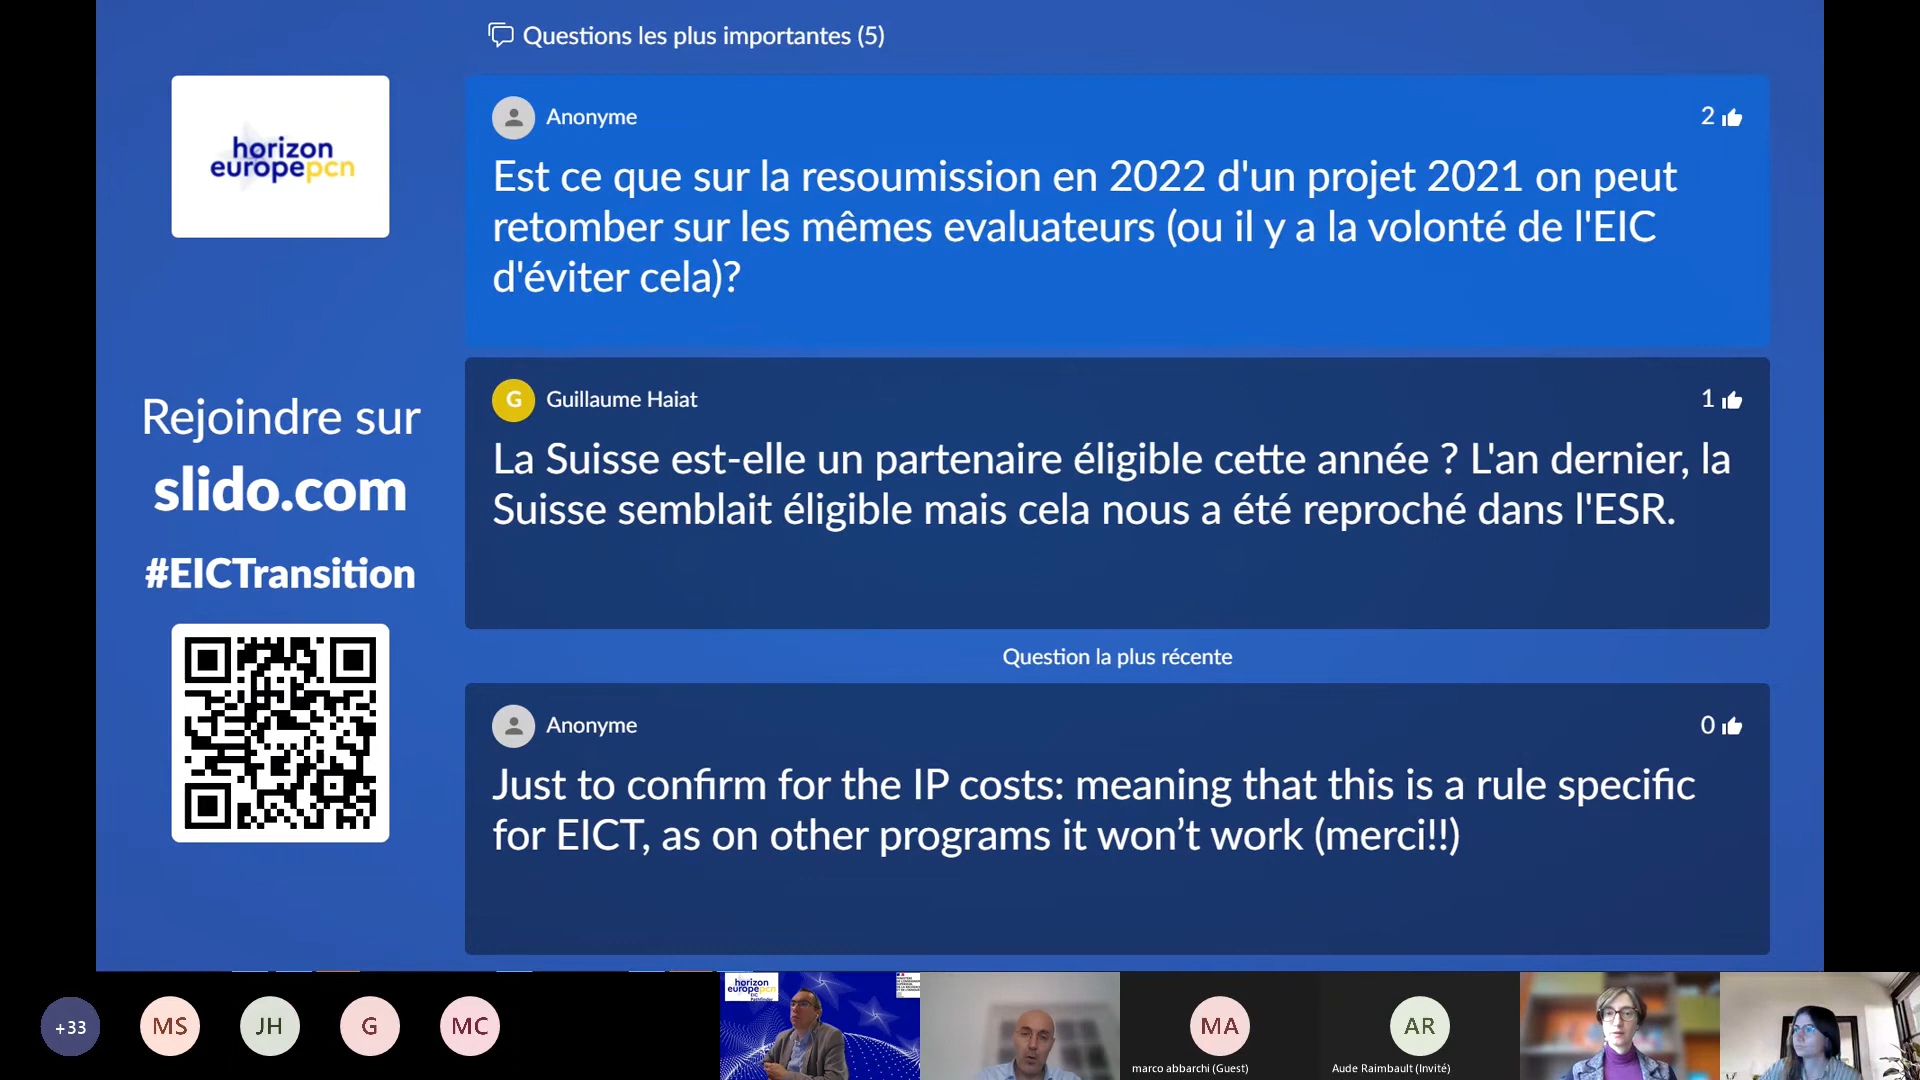 Questions les plus importantes (5)
horizon
europepcn
Anonyme
2
Est ce que sur la resoumission en 2022 d'un projet 2021 on peut
retomber sur les mêmes evaluateurs (ou il y a la volonté de l'EIC
d'éviter cela)?
Guillaume Haiat
G
1
La Suisse est-elle un partenaire éligible cette année ? L'an dernier, la
Suisse semblait éligible mais cela nous a été reproché dans l'ESR.
Rejoindre sur
slido.com
#EICTransition
Question la plus récente
Anonyme
0
Just to confirm for the IP costs: meaning that this is a rule specific
for EICT, as on other programs it won’t work (merci!!)
+33
MS
JH
G
MC
horizon
europepcn
EIC
Pathfinder
MA
marco abbarchi (Guest)
AR
Aude Raimbault (Invité)